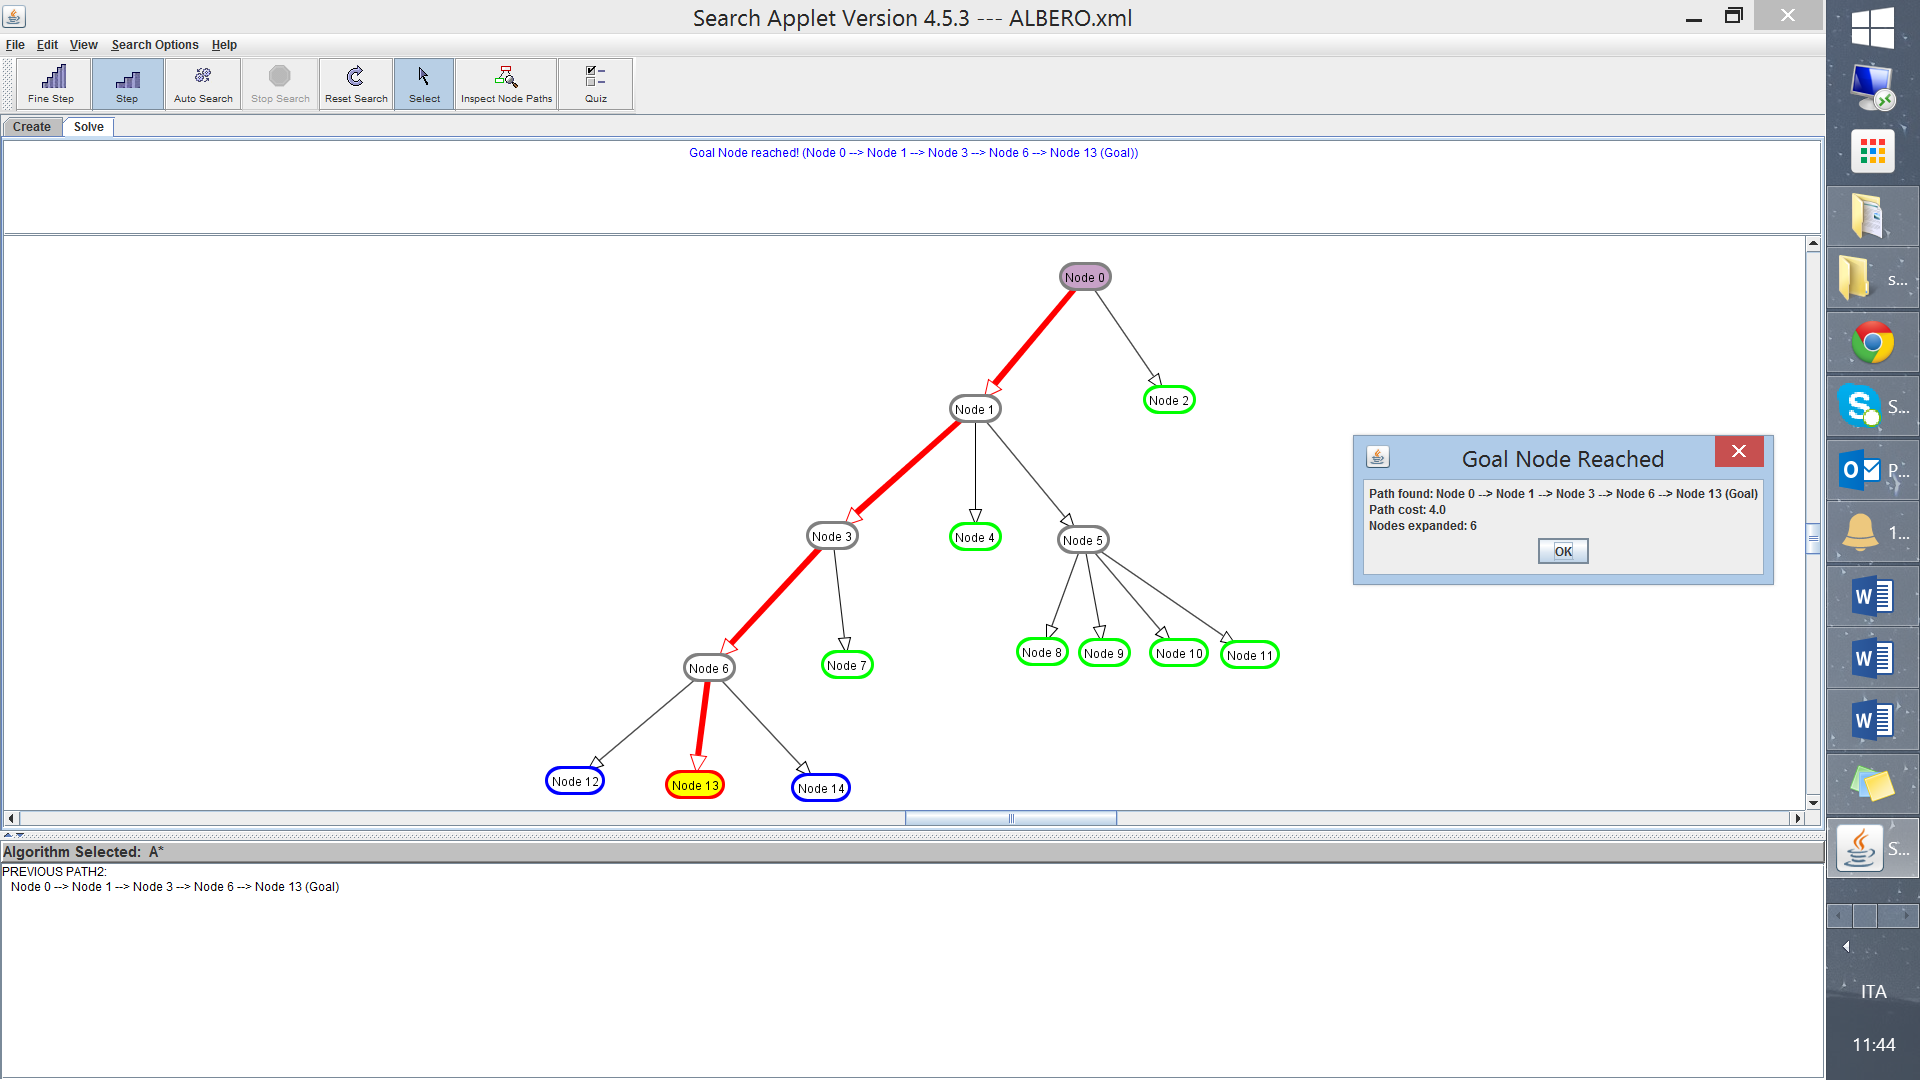 Search Applet Version 4.5.3 --- ALBERO.xml
File Edit View Search Options Help
Fine Step Step Auto Search Stop Search Reset Search Select Inspect Node Paths Quiz
Create Solve
Goal Node reached! (Node 0 --> Node 1 --> Node 3 --> Node 6 --> Node 13 (Goal))
Node 0
Node 2
Node 1
Node 3
Node 4
Node 5
Node 6
Node 7
Node 8
Node 9
Node 10
Node 11
Node 12
Node 13
Node 14
Goal Node Reached
Path found: Node 0 --> Node 1 --> Node 3 --> Node 6 --> Node 13 (Goal)
Path cost: 4.0
Nodes expanded: 6
OK
Algorithm Selected: A*
PREVIOUS PATH2:
Node 0 --> Node 1 --> Node 3 --> Node 6 --> Node 13 (Goal)
s...
S...
P...
1...
S...
ITA
11:44